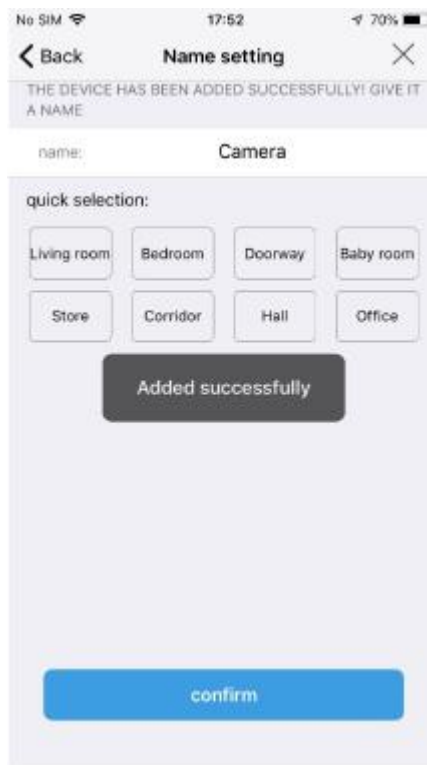 No SIM 17:52 70%
Back Name setting
THE DEVICE HAS BEEN ADDED SUCCESSFULLY! GIVE IT
A NAME
name: Camera
quick selection:
Living room Bedroom Doorway Baby room
Store Corridor Hall Office
Added successfully
confirm